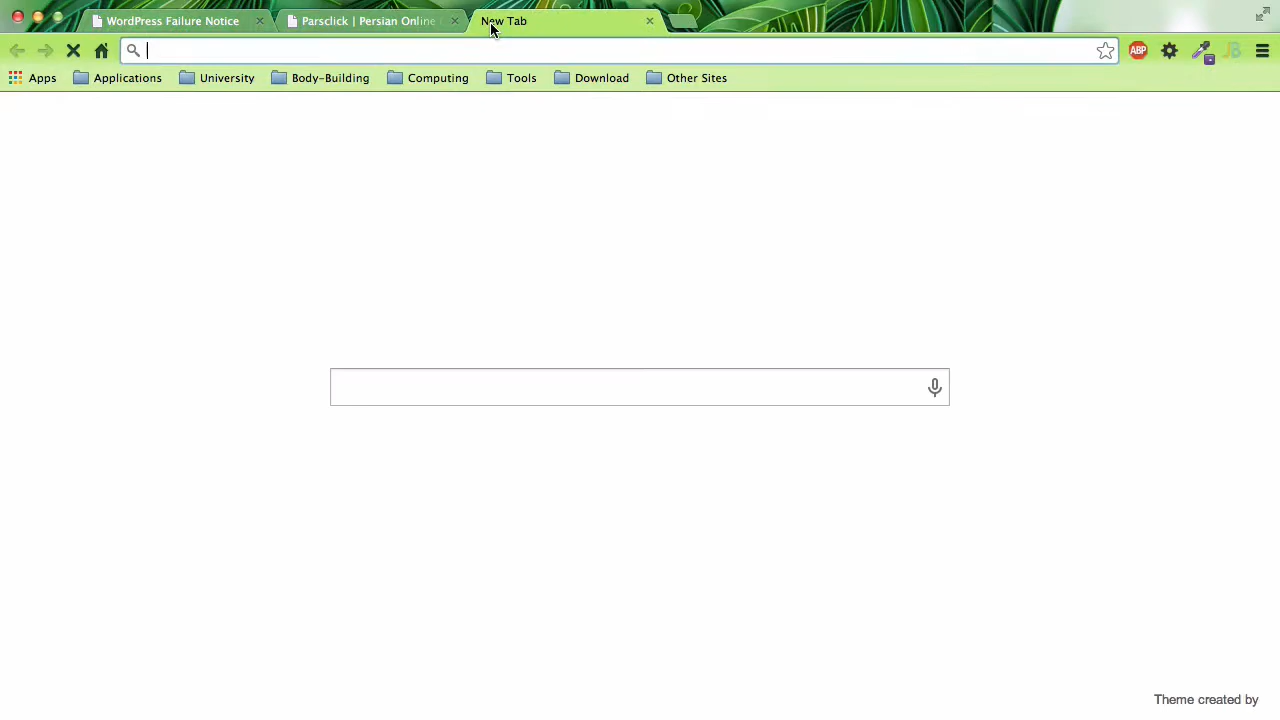 WordPress Failure Notice
Parsclick | Persian Online
New Tab
ABP
JB
Apps
Applications
University
Body-Building
Computing
Tools
Download
Other Sites
Theme created by